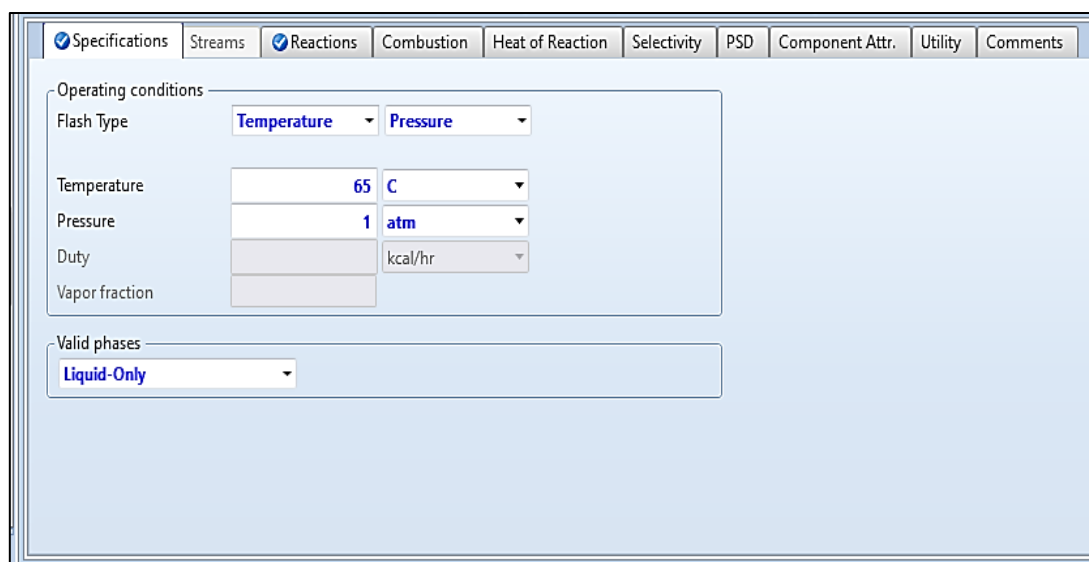 Specifications Streams Reactions Combustion Heat of Reaction Selectivity PSD Component Attr. Utility Comments
Operating conditions
Flash Type Temperature Pressure
Temperature 65 C
Pressure 1 atm
Duty kcal/hr
Vapor fraction
Valid phases
Liquid-Only